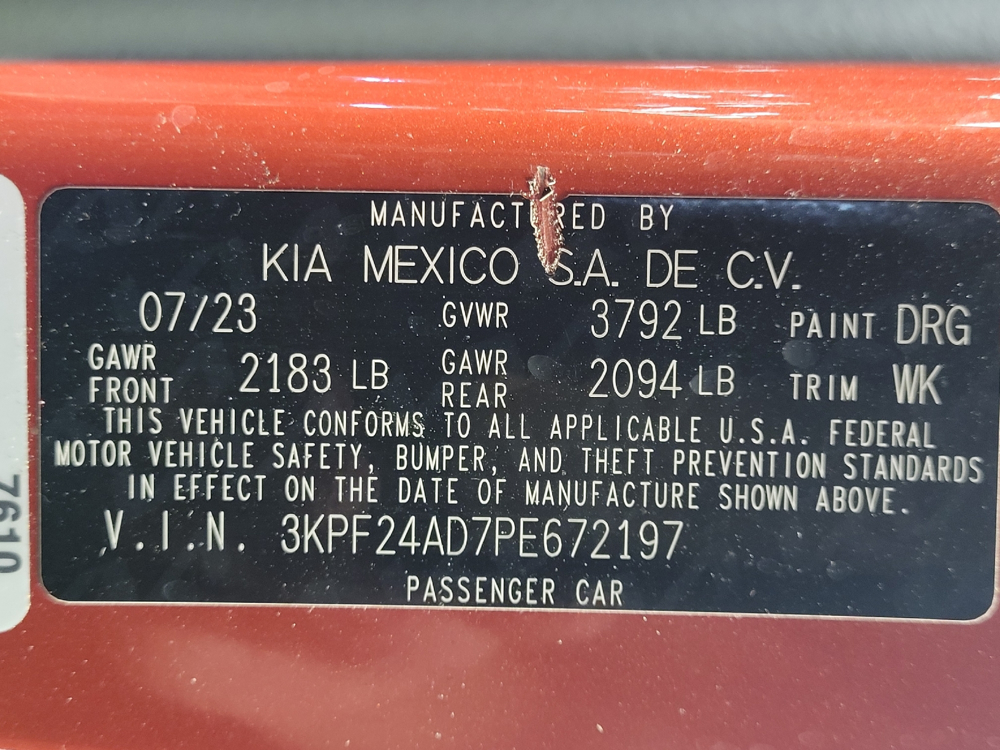 MANUFACTURED BY
KIA MEXICO S.A. DE C.V.
07/23 GVWR 3792 LB PAINT DRG
GAWR FRONT 2183 LB GAWR REAR 2094 LB TRIM WK
THIS VEHICLE CONFORMS TO ALL APPLICABLE U.S.A. FEDERAL
MOTOR VEHICLE SAFETY, BUMPER, AND THEFT PREVENTION STANDARDS
IN EFFECT ON THE DATE OF MANUFACTURE SHOWN ABOVE.
V.I.N. 3KPF24AD7PE672197
PASSENGER CAR